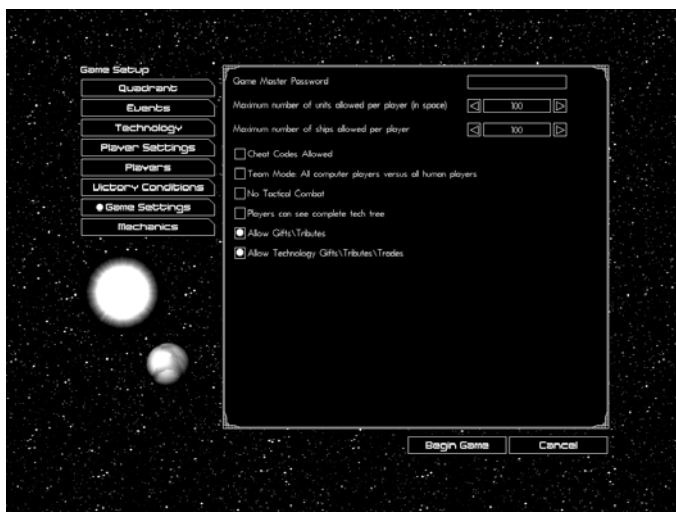 Game Setup
Quadrant
Events
Technology
Player Settings
Players
Victory Conditions
Game Settings
Mechanics
Game Master Password
Maximum number of units allowed per player (in space) 100
Maximum number of ships allowed per player 100
Cheat Codes Allowed
Team Mode: All computer players versus all human players
No Tactical Combat
Players can see complete tech tree
Allow Gifts\Tributes
Allow Technology Gifts\Tributes\Trades
Begin Game Cancel